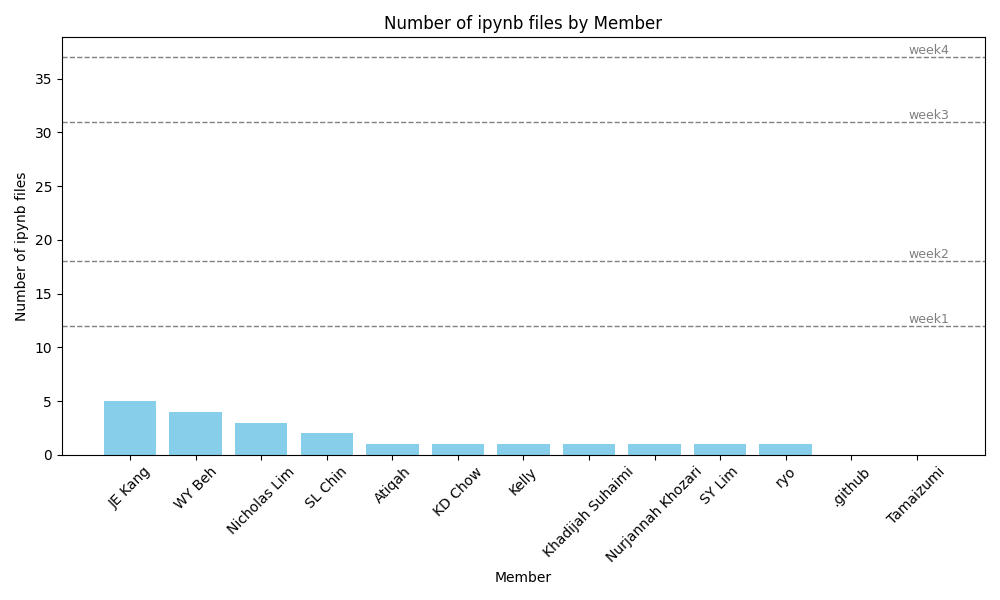 Number of ipynb files by Member
Number of ipynb files
35
30
25
20
15
10
5
0
week4
week3
week2
week1
JE Kang
WY Beh
Nicholas Lim
SL Chin
Atiqah
KD Chow
Kelly
Khadijah Suhaimi
Nurjannah Khozari
SY Lim
ryo
.github
Tamaizumi
Member